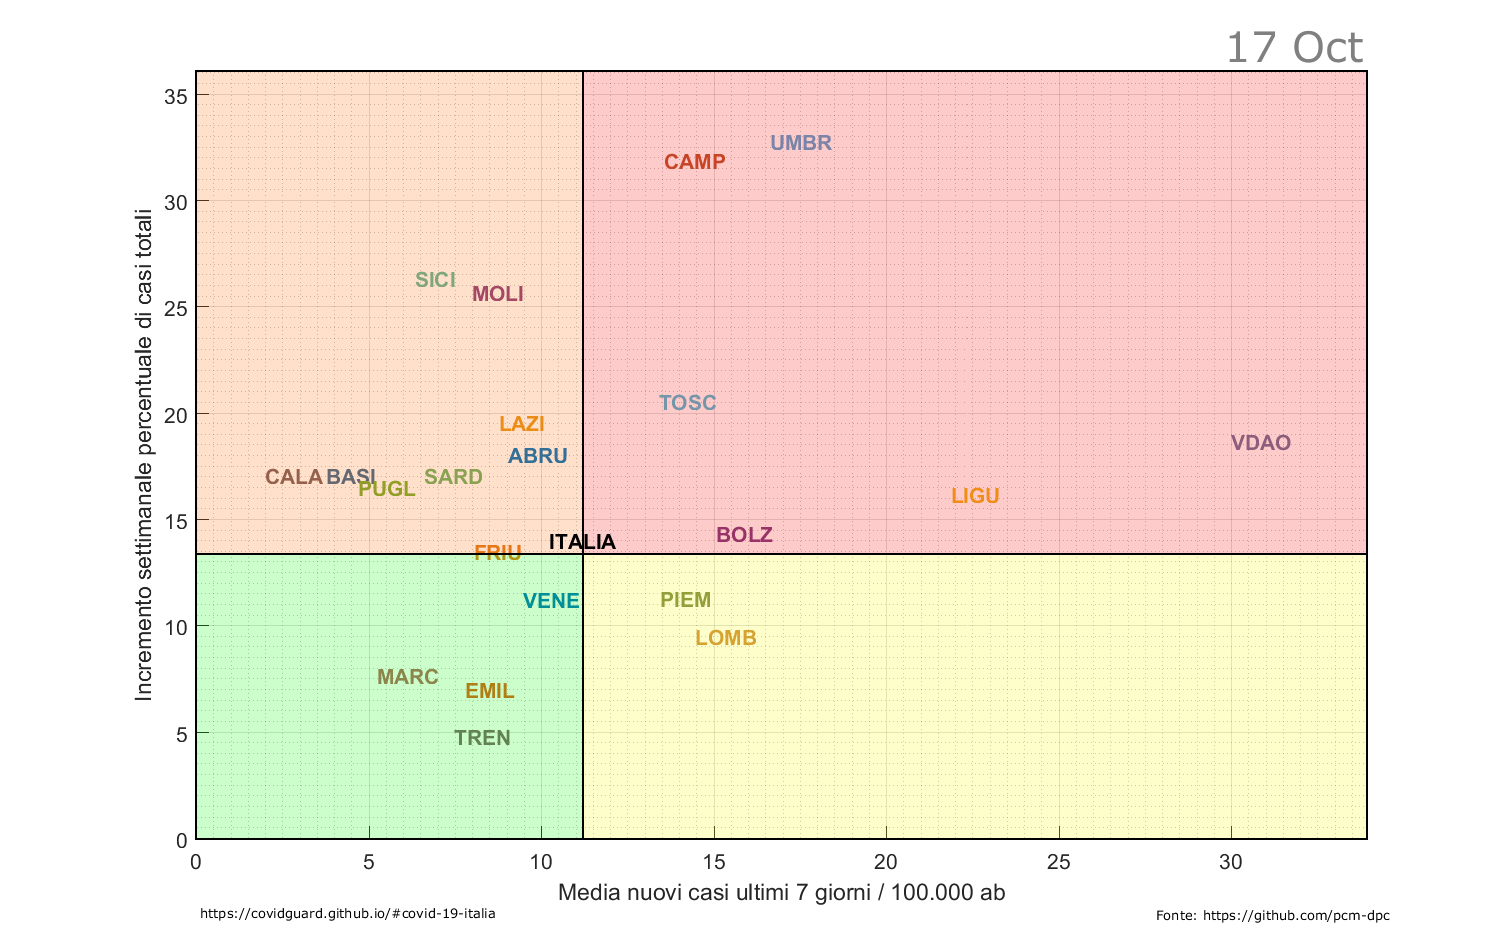 17 Oct
35
UMBR
CAMP
30
SICI
MOLI
25
TOSC
20
LAZI
VDAO
ABRU
CALA BASI SARD
PUGL
LIGU
15
BOLZ
ITALIA
FRIU
VENE
PIEM
10
LOMB
MARC
EMIL
TREN
5
0
Incremento settimanale percentuale di casi totali
0 5 10 15 20 25 30
Media nuovi casi ultimi 7 giorni / 100.000 ab
https://covidguard.github.io/#covid-19-italia
Fonte: https://github.com/pcm-dpc